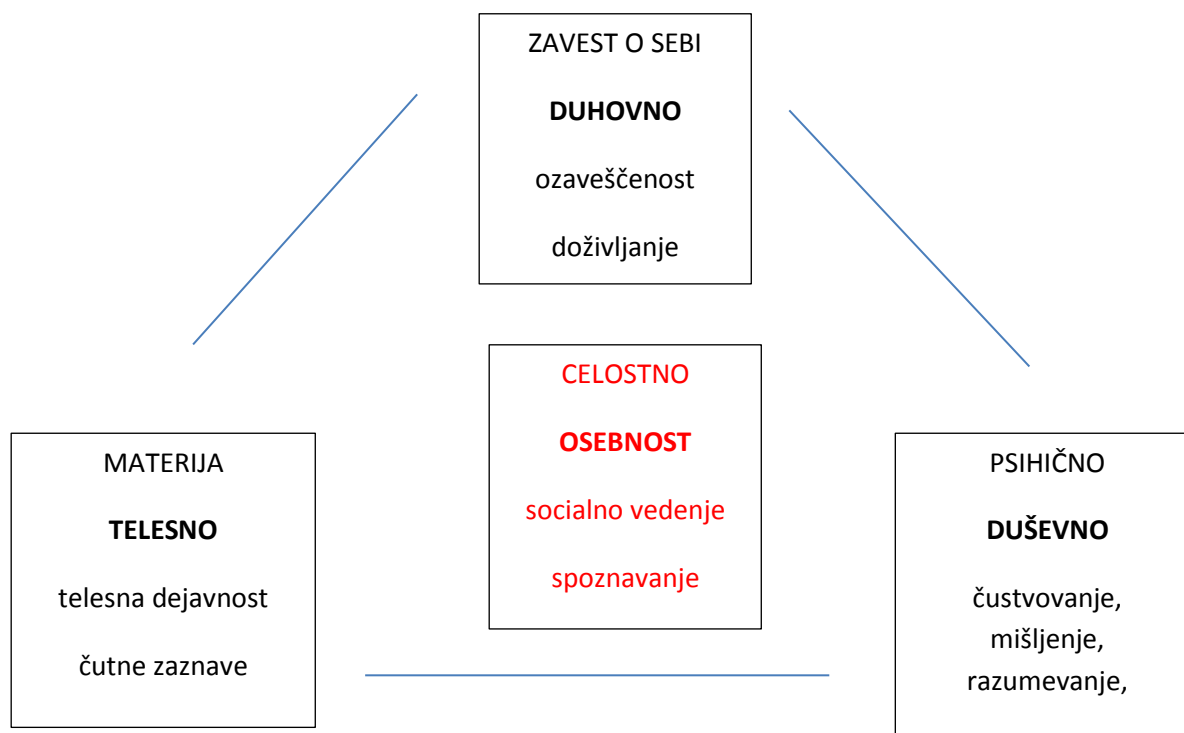 ZAVEST O SEBI
DUHOVNO
ozaveščenost
doživljanje
CELOSTNO
OSEBNOST
socialno vedenje
spoznavanje
MATERIJA
TELESNO
telesna dejavnost
čutne zaznave
PSIHIČNO
DUŠEVNO
čustvovanje,
mišljenje,
razumevanje,